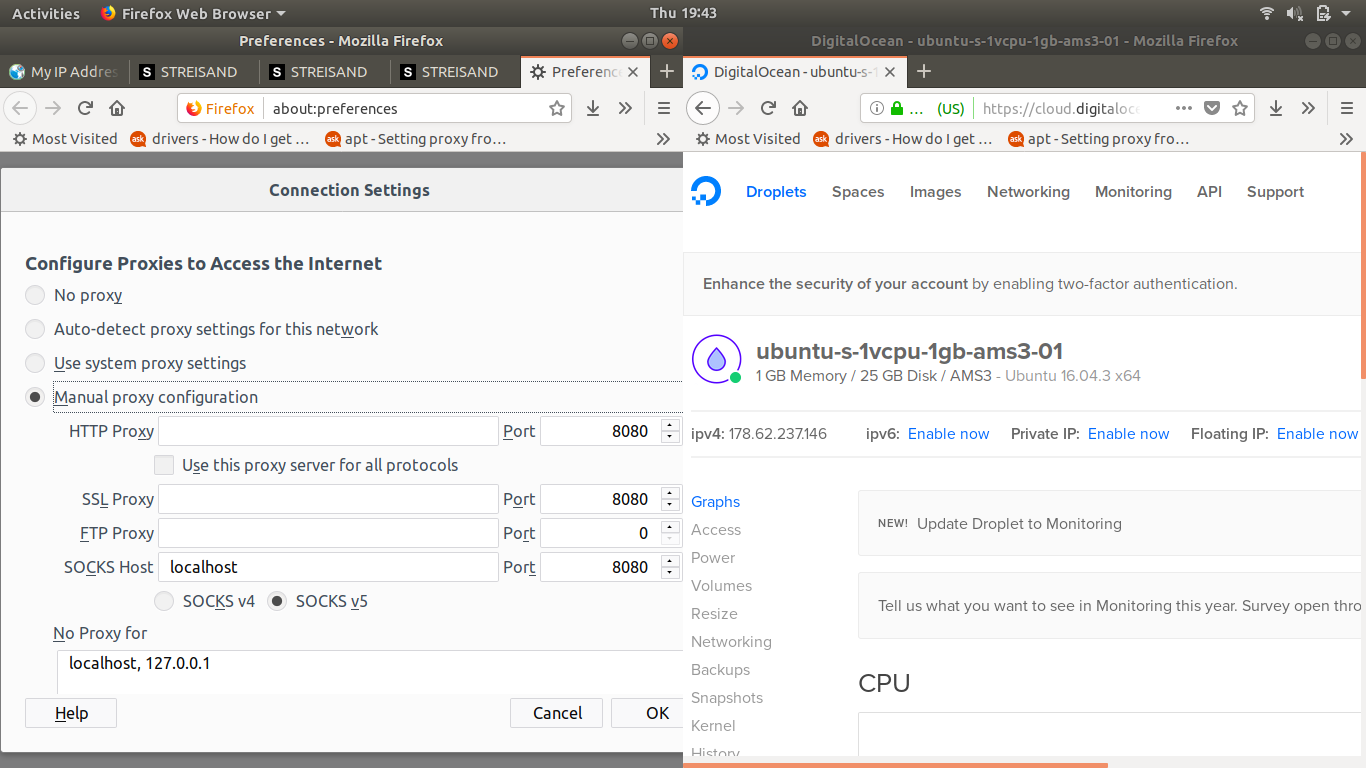 Activities Firefox Web Browser Thu 19:43
Preferences - Mozilla Firefox
My IP Addres STREISAND STREISAND STREISAND Preference
Firefox about:preferences
Most Visited drivers - How do I get ... apt - Setting proxy fro...
Connection Settings
Configure Proxies to Access the Internet
No proxy
Auto-detect proxy settings for this network
Use system proxy settings
Manual proxy configuration
HTTP Proxy Port 8080
Use this proxy server for all protocols
SSL Proxy Port 8080
FTP Proxy Port 0
SOCKS Host localhost Port 8080
SOCKS v4 SOCKS v5
No Proxy for
localhost, 127.0.0.1
Help Cancel OK
DigitalOcean - ubuntu-s-1vcpu-1gb-ams3-01 - Mozilla Firefox
DigitalOcean - ubuntu-s-1
... (US) https://cloud.digitaloc
Most Visited drivers - How do I get ... apt - Setting proxy fro...
Droplets Spaces Images Networking Monitoring API Support
Enhance the security of your account by enabling two-factor authentication.
ubuntu-s-1vcpu-1gb-ams3-01
1 GB Memory / 25 GB Disk / AMS3 - Ubuntu 16.04.3 x64
ipv4: 178.62.237.146 ipv6: Enable now Private IP: Enable now Floating IP: Enable now
Graphs
Access
Power
Volumes
Resize
Networking
Backups
Snapshots
Kernel
History
NEW! Update Droplet to Monitoring
Tell us what you want to see in Monitoring this year. Survey open thro
CPU